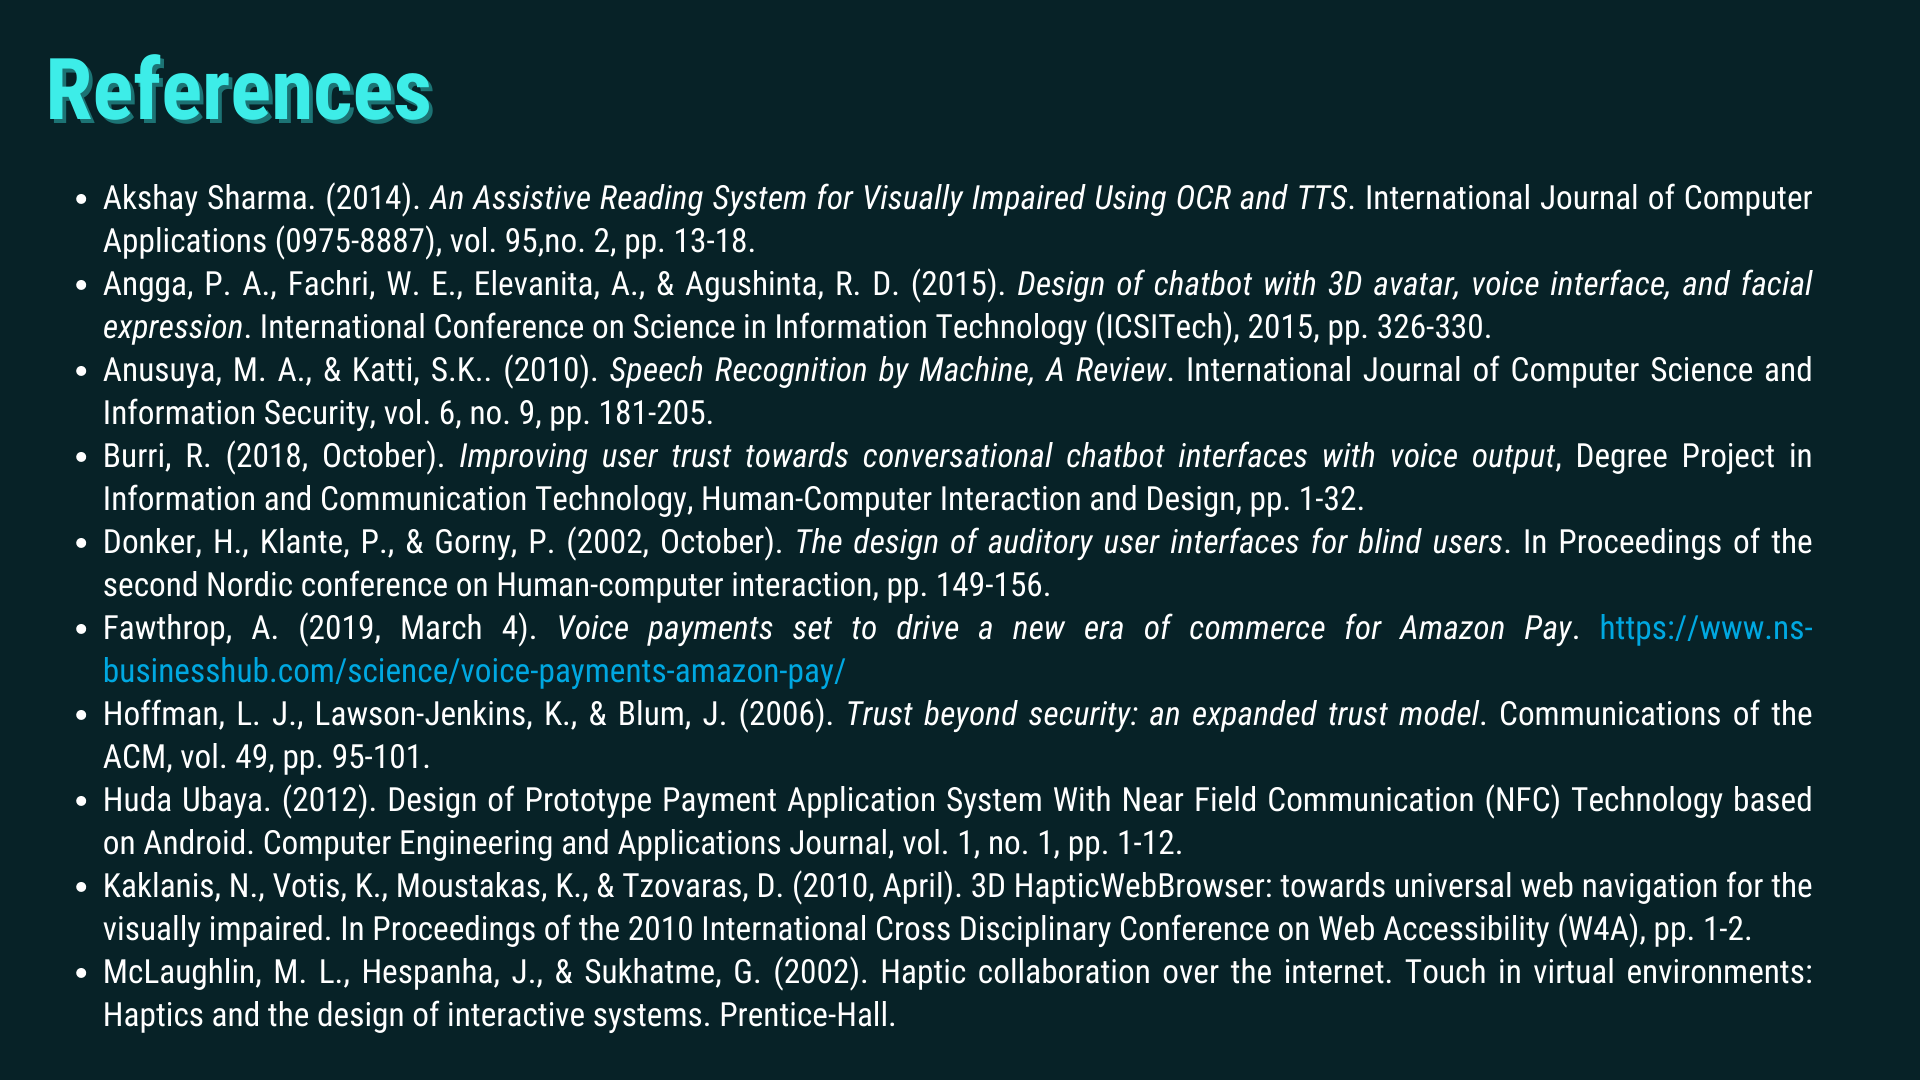 References
• Akshay Sharma. (2014). An Assistive Reading System for Visually Impaired Using OCR and TTS. International Journal of Computer
Applications (0975-8887), vol. 95,no. 2, pp. 13-18.
• Angga, P. A., Fachri, W. E., Elevanita, A., & Agushinta, R. D. (2015). Design of chatbot with 3D avatar, voice interface, and facial
expression. International Conference on Science in Information Technology (ICSITech), 2015, pp. 326-330.
• Anusuya, M. A., & Katti, S.K.. (2010). Speech Recognition by Machine, A Review. International Journal of Computer Science and
Information Security, vol. 6, no. 9, pp. 181-205.
• Burri, R. (2018, October). Improving user trust towards conversational chatbot interfaces with voice output, Degree Project in
Information and Communication Technology, Human-Computer Interaction and Design, pp. 1-32.
• Donker, H., Klante, P., & Gorny, P. (2002, October). The design of auditory user interfaces for blind users. In Proceedings of the
second Nordic conference on Human-computer interaction, pp. 149-156.
• Fawthrop, A. (2019, March 4). Voice payments set to drive a new era of commerce for Amazon Pay. https://www.ns-
businesshub.com/science/voice-payments-amazon-pay/
• Hoffman, L. J., Lawson-Jenkins, K., & Blum, J. (2006). Trust beyond security: an expanded trust model. Communications of the
ACM, vol. 49, pp. 95-101.
• Huda Ubaya. (2012). Design of Prototype Payment Application System With Near Field Communication (NFC) Technology based
on Android. Computer Engineering and Applications Journal, vol. 1, no. 1, pp. 1-12.
• Kaklanis, N., Votis, K., Moustakas, K., & Tzovaras, D. (2010, April). 3D HapticWebBrowser: towards universal web navigation for the
visually impaired. In Proceedings of the 2010 International Cross Disciplinary Conference on Web Accessibility (W4A), pp. 1-2.
• McLaughlin, M. L., Hespanha, J., & Sukhatme, G. (2002). Haptic collaboration over the internet. Touch in virtual environments:
Haptics and the design of interactive systems. Prentice-Hall.